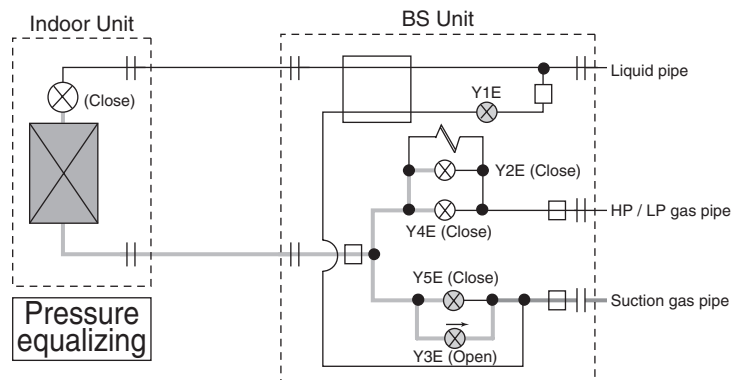 Indoor Unit
BS Unit
Liquid pipe
(Close)
Y1E
Y2E (Close)
HP / LP gas pipe
Y4E (Close)
Y5E (Close)
Suction gas pipe
Y3E (Open)
Pressure
equalizing